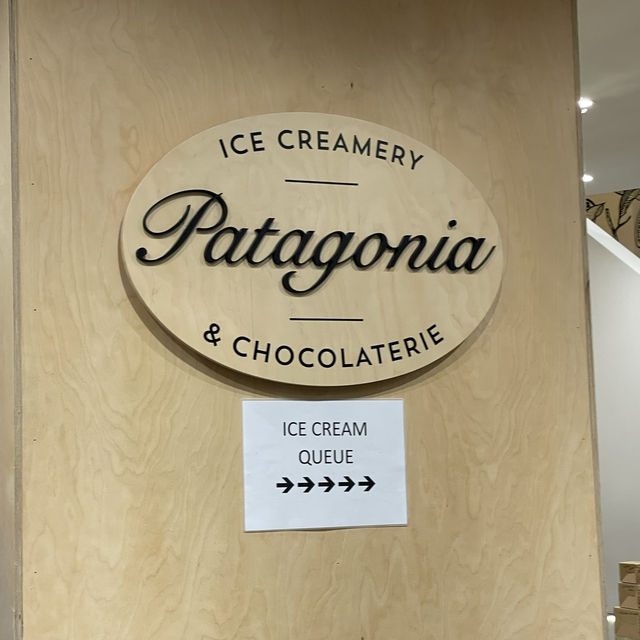 ICE CREAMERY
Patagonia
& CHOCOLATERIE
ICE CREAM
QUEUE
→→→→→